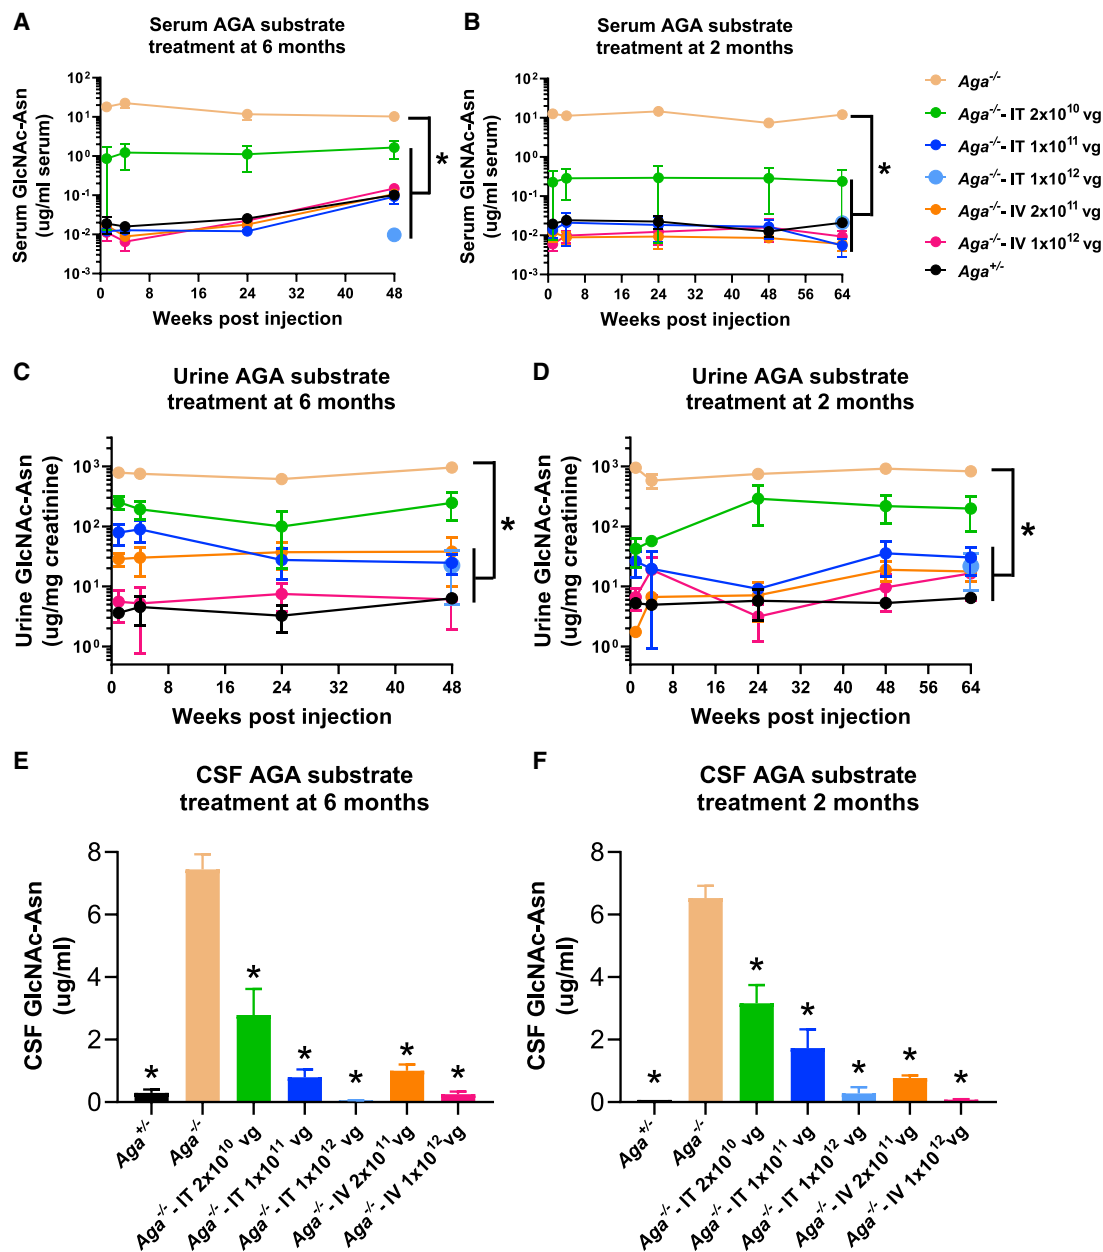 A
Serum AGA substrate
treatment at 6 months
Serum GlcNAc-Asn
(ug/ml serum)
10²
10¹
10⁰
10⁻¹
10⁻²
10⁻³
*
0 8 16 24 32 40 48
Weeks post injection
B
Serum AGA substrate
treatment at 2 months
Serum GlcNAc-Asn
(ug/ml serum)
10²
10¹
10⁰
10⁻¹
10⁻²
10⁻³
*
0 8 16 24 32 40 48 56 64
Weeks post injection
Aga⁻/⁻
Aga⁻/⁻- IT 2x10¹⁰ vg
Aga⁻/⁻- IT 1x10¹¹ vg
Aga⁻/⁻- IT 1x10¹² vg
Aga⁻/⁻- IV 2x10¹¹ vg
Aga⁻/⁻- IV 1x10¹² vg
Aga⁺/⁻
C
Urine AGA substrate
treatment at 6 months
Urine GlcNAc-Asn
(ug/mg creatinine)
10³
10²
10¹
10⁰
*
0 8 16 24 32 40 48
Weeks post injection
D
Urine AGA substrate
treatment at 2 months
Urine GlcNAc-Asn
(ug/mg creatinine)
10³
10²
10¹
10⁰
*
0 8 16 24 32 40 48 56 64
Weeks post injection
E
CSF AGA substrate
treatment at 6 months
CSF GlcNAc-Asn
(ug/ml)
8
6
4
2
0
* * * * * *
Aga⁺/⁻
Aga⁻/⁻
Aga⁻/⁻- IT 2x10¹⁰ vg
Aga⁻/⁻- IT 1x10¹¹ vg
Aga⁻/⁻- IT 1x10¹² vg
Aga⁻/⁻- IV 2x10¹¹ vg
Aga⁻/⁻- IV 1x10¹² vg
F
CSF AGA substrate
treatment 2 months
CSF GlcNAc-Asn
(ug/ml)
8
6
4
2
0
* * * * * *
Aga⁺/⁻
Aga⁻/⁻
Aga⁻/⁻- IT 2x10¹⁰ vg
Aga⁻/⁻- IT 1x10¹¹ vg
Aga⁻/⁻- IT 1x10¹² vg
Aga⁻/⁻- IV 2x10¹¹ vg
Aga⁻/⁻- IV 1x10¹² vg